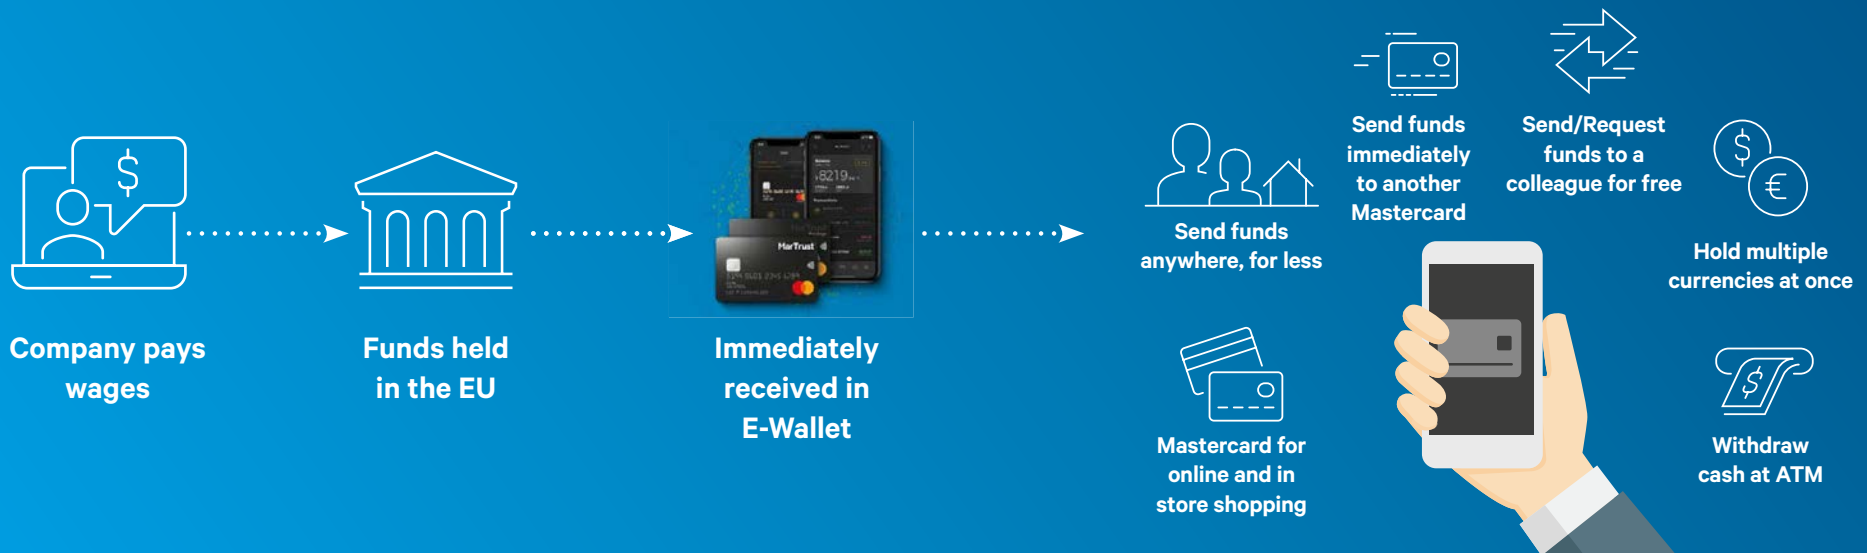 Company pays
wages
Funds held
in the EU
8219
MarTrust
Immediately
received in
E-Wallet
Send funds
anywhere, for less
Send funds
immediately
to another
Mastercard
Send/Request
funds to a
colleague for free
$
€
Hold multiple
currencies at once
Mastercard for
online and in
store shopping
$
Withdraw
cash at ATM
$